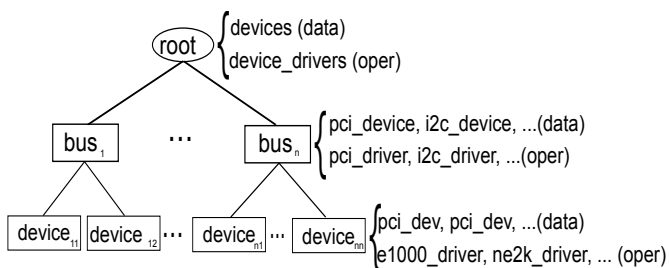 root
devices (data)
device_drivers (oper)
bus1
...
busn
pci_device, i2c_device, ...(data)
pci_driver, i2c_driver, ...(oper)
device11
device12
...
devicen1
...
devicenn
pci_dev, pci_dev, ...(data)
e1000_driver, ne2k_driver, ... (oper)